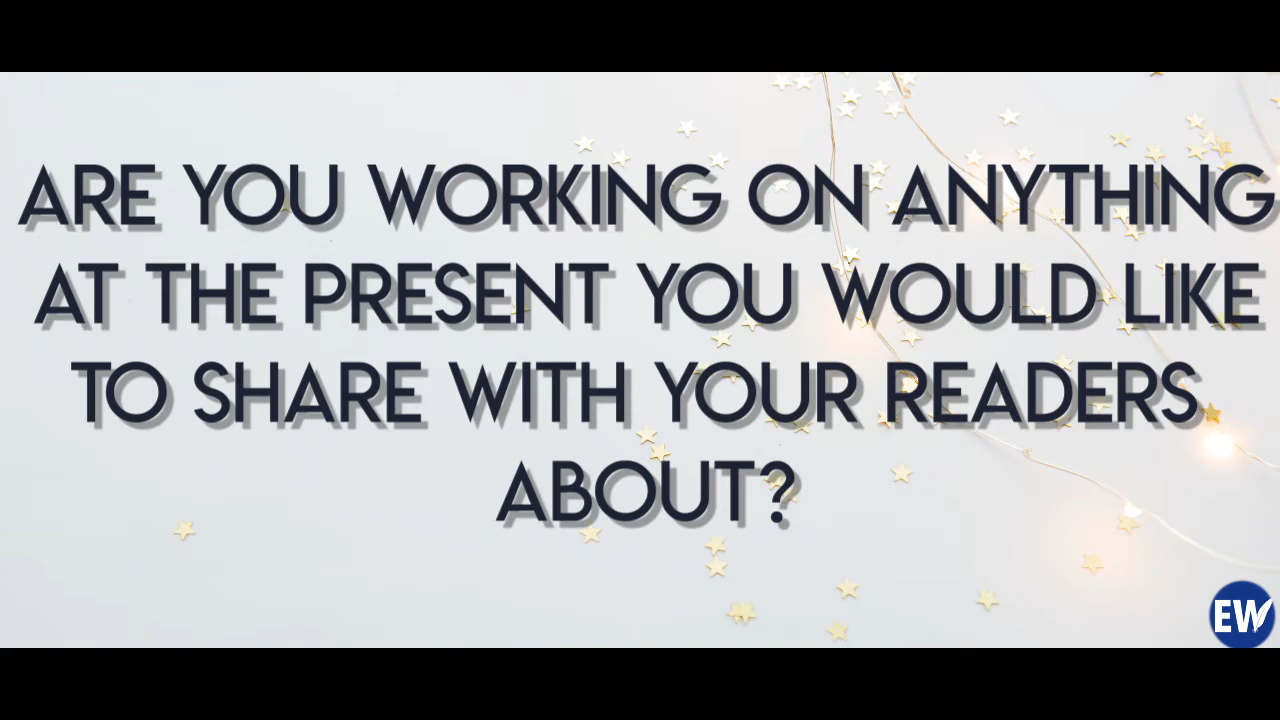 ARE YOU WORKING ON ANYTHING
AT THE PRESENT YOU WOULD LIKE
TO SHARE WITH YOUR READERS
ABOUT?
EW